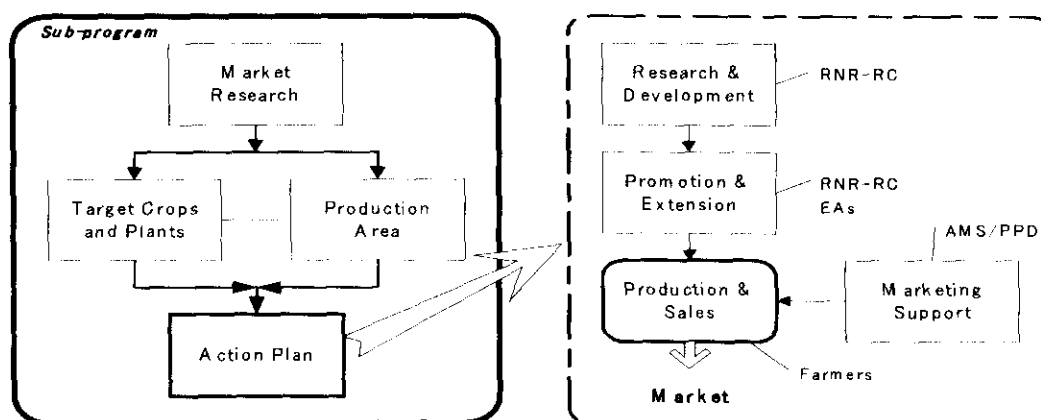 Sub-program
Market
Research
Target Crops
and Plants
Production
Area
Action Plan
Research &
Development
RNR-RC
Promotion &
Extension
RNR-RC
EAs
AMS/PPD
Production &
Sales
Marketing
Support
Farmers
Market